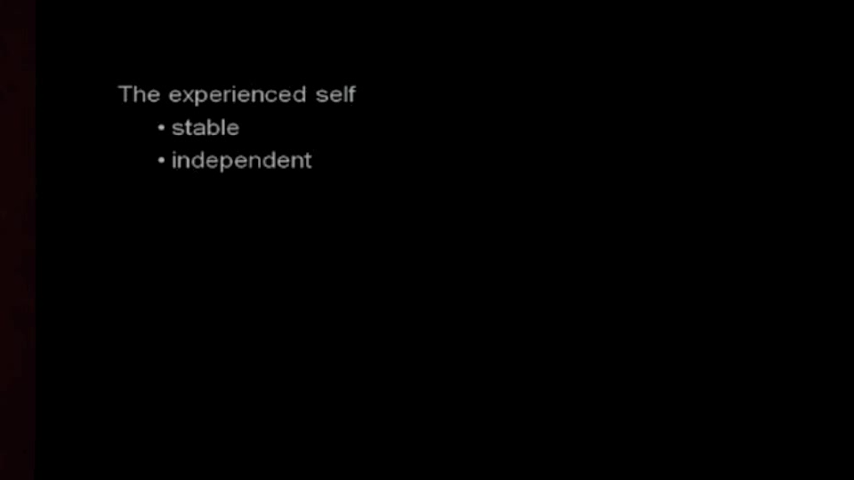 The experienced self
• stable
• independent